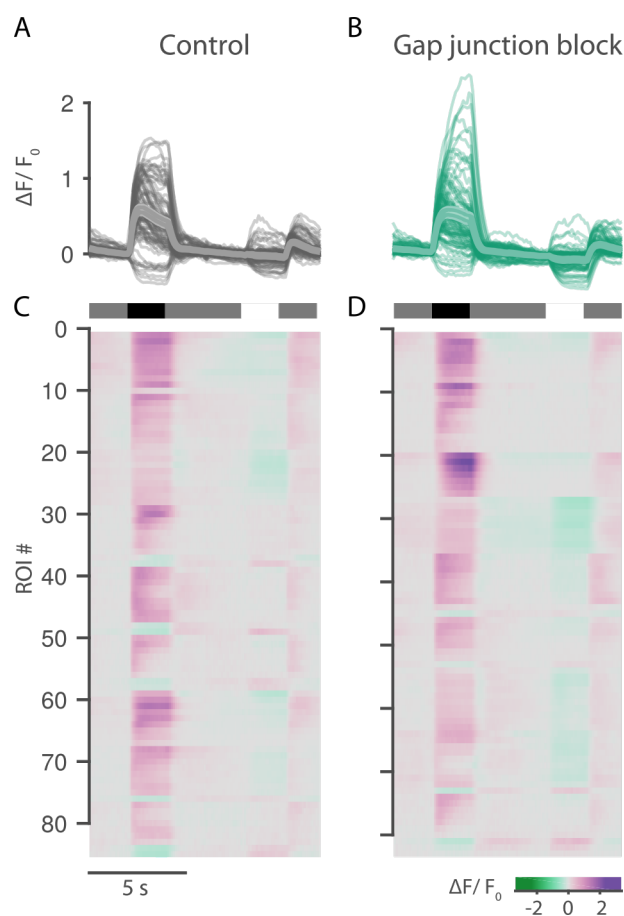 A
Control
B
Gap junction block
2
1
0
ΔF/ F0
C
D
0
10
20
30
40
50
60
70
80
ROI #
5 s
ΔF/ F0
-2 0 2